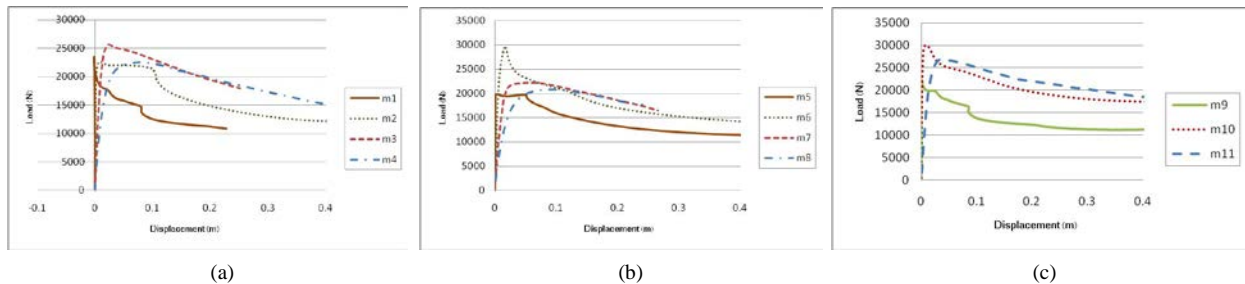 30000
25000
20000
15000
10000
5000
0
-0.1 0 0.1 0.2 0.3 0.4
Load (N)
Displacement (m)
m1
m2
m3
m4
(a)
35000
30000
25000
20000
15000
10000
5000
0
0 0.1 0.2 0.3 0.4
Load (N)
Displacement (m)
m5
m6
m7
m8
(b)
35000
30000
25000
20000
15000
10000
5000
0
0 0.1 0.2 0.3 0.4
Load (N)
Displacement (m)
m9
m10
m11
(c)